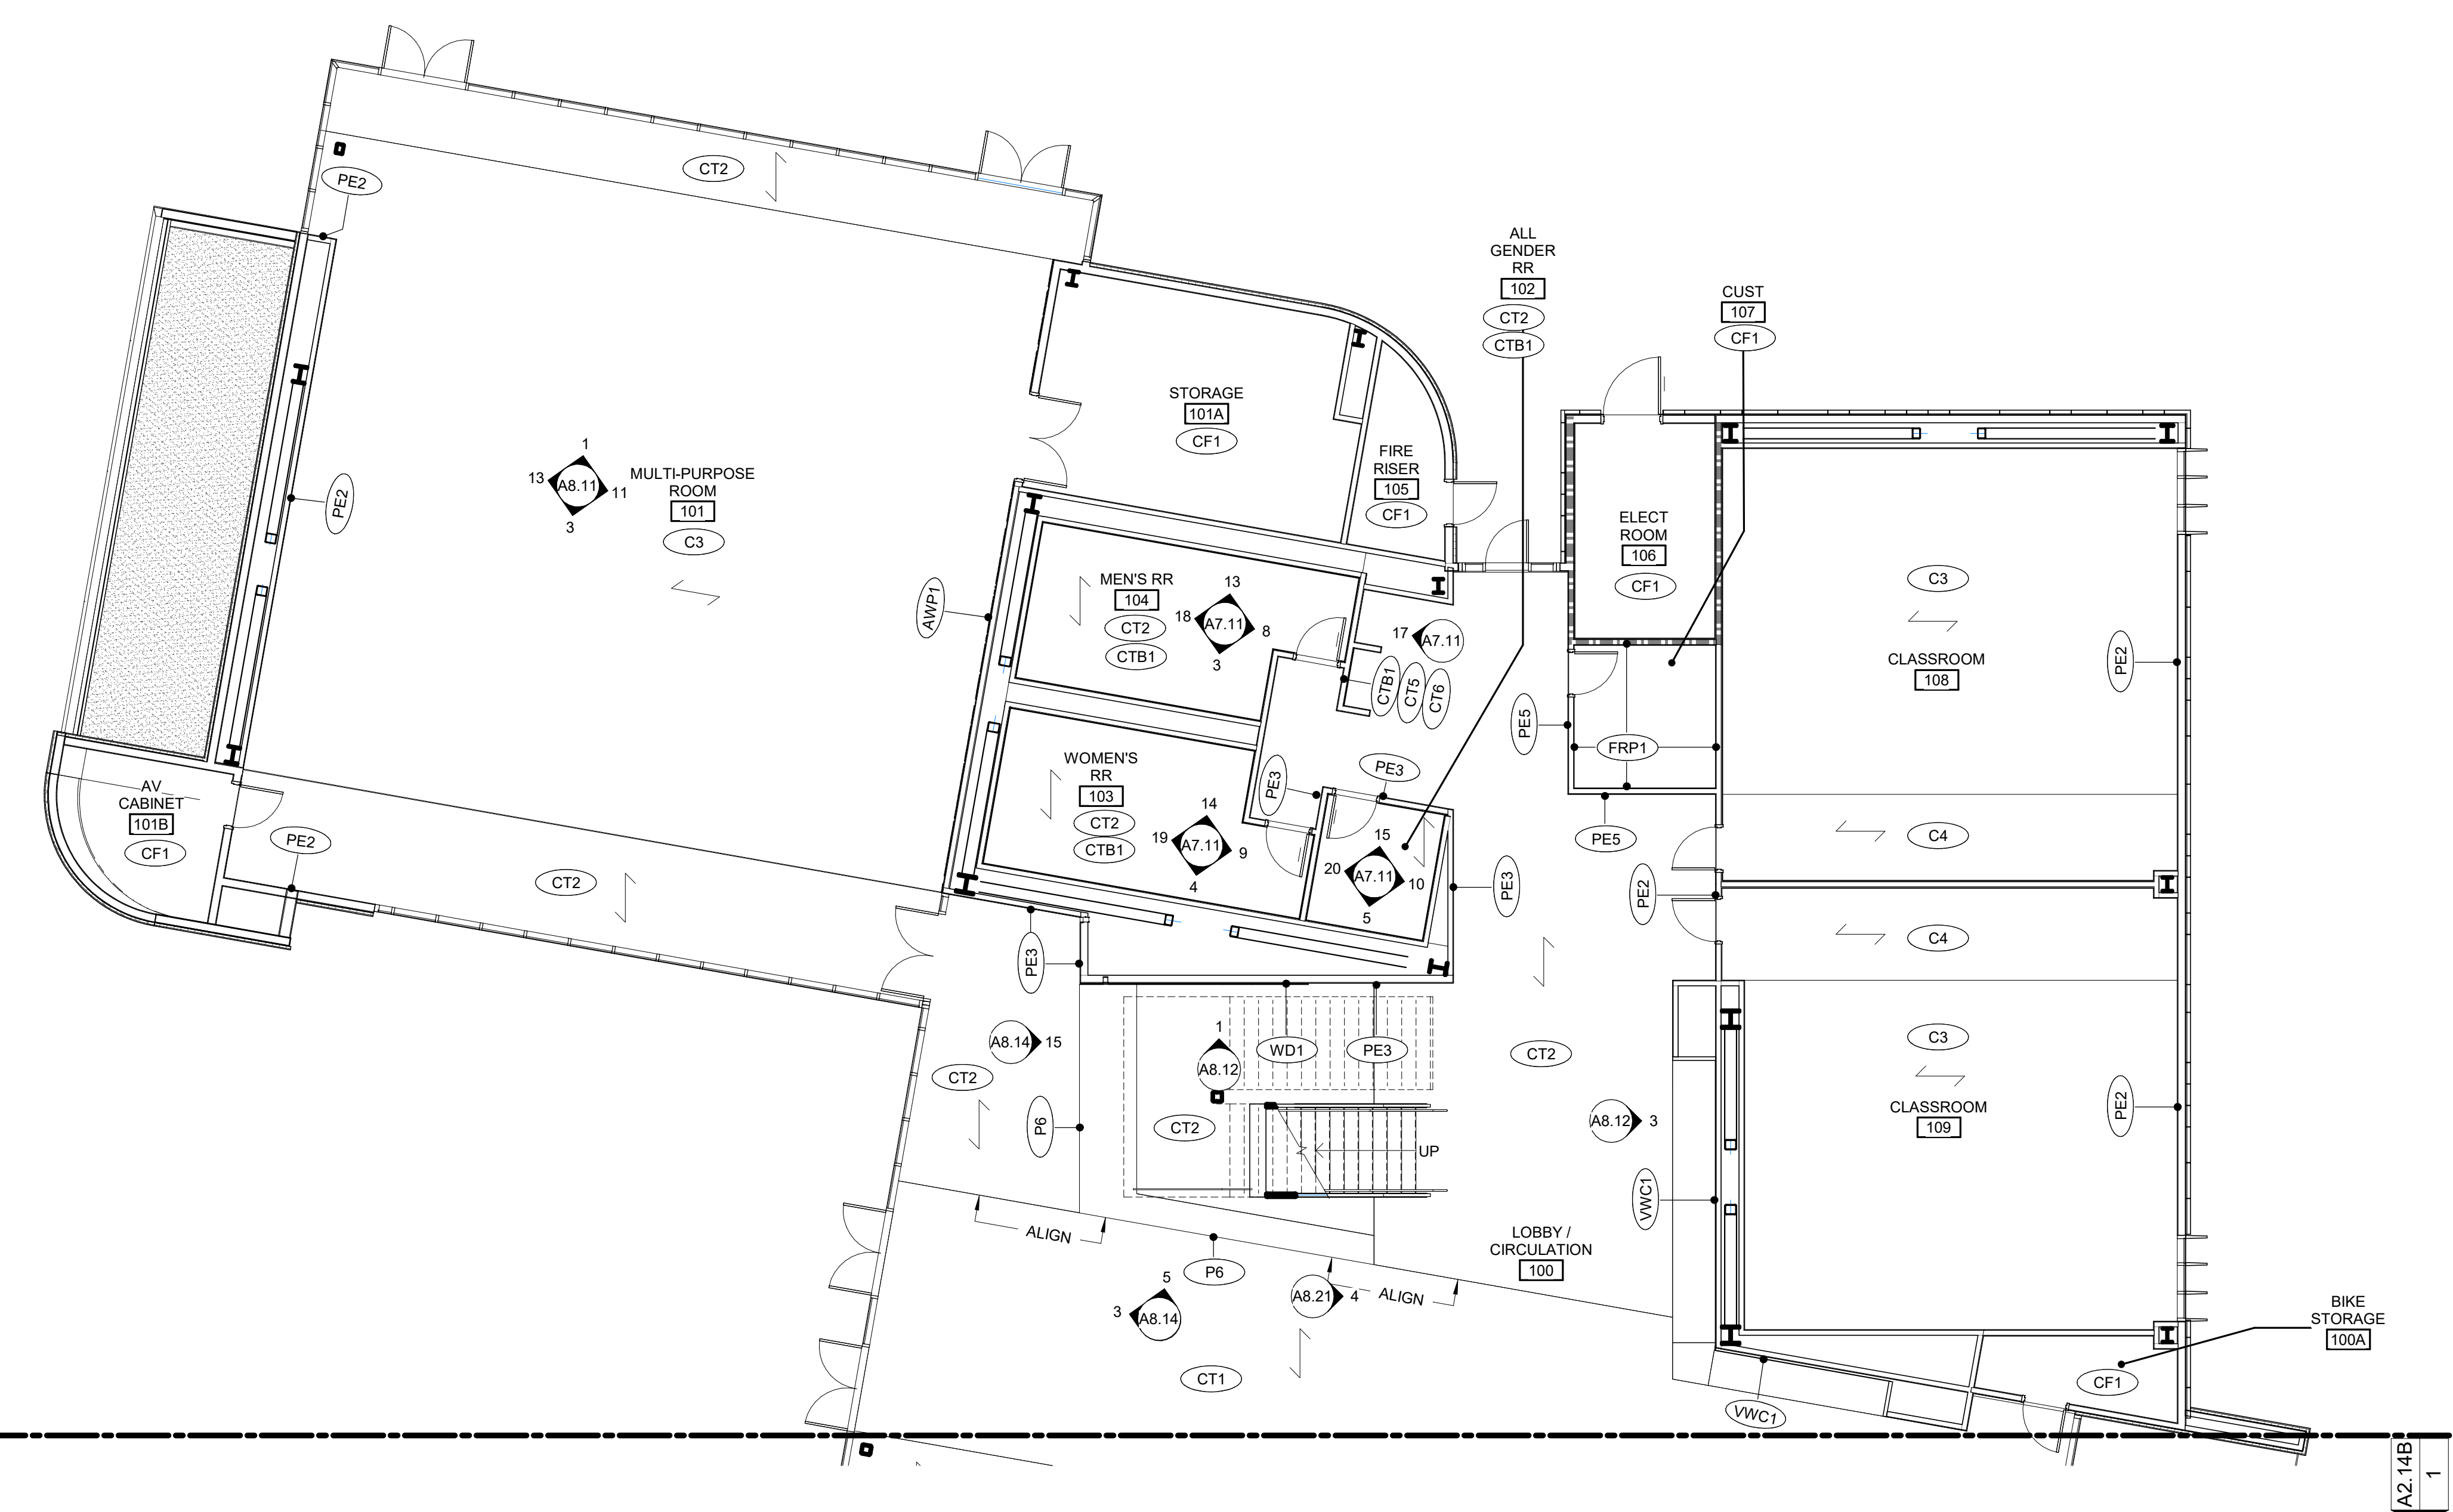 CT2
PE2
ALL
GENDER
RR
102
CT2
CTB1
CUST
107
CF1
STORAGE
101A
CF1
FIRE
RISER
105
CF1
1
13
A8.11
11
3
MULTI-PURPOSE
ROOM
101
C3
PE2
ELECT
ROOM
106
CF1
C3
CLASSROOM
108
PE2
AWP1
MEN'S RR
104
CT2
CTB1
13
18
A7.11
8
3
17
A7.11
CTB1
CT5
CT6
PE5
FRP1
PE5
WOMEN'S
RR
103
CT2
CTB1
14
19
A7.11
9
4
PE3
PE3
15
20
A7.11
10
5
PE3
AV
CABINET
101B
CF1
PE2
CT2
C4
PE2
C4
PE3
A8.14
15
CT2
P6
1
A8.12
WD1
PE3
CT2
CT2
UP
A8.12
3
C3
CLASSROOM
109
PE2
VWC1
ALIGN
P6
LOBBY /
CIRCULATION
100
5
3
A8.14
A8.21
4
ALIGN
CT1
BIKE
STORAGE
100A
CF1
VWC1
A2.14B
1